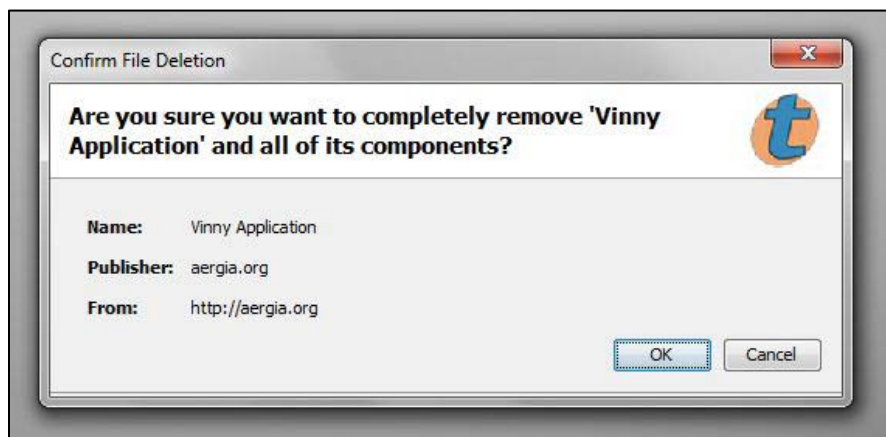 Confirm File Deletion
Are you sure you want to completely remove 'Vinny
Application' and all of its components?
t
Name: Vinny Application
Publisher: aergia.org
From: http://aergia.org
OK Cancel